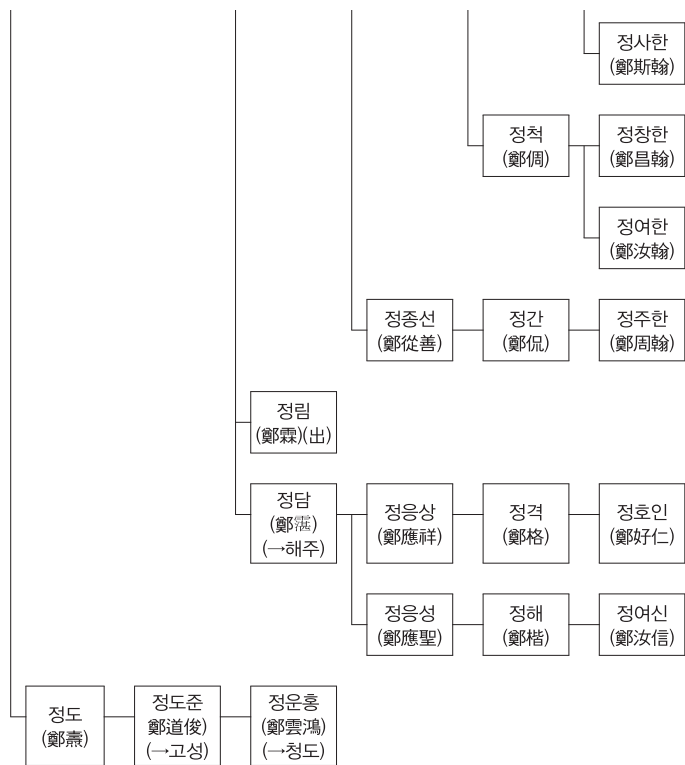 정사한
(鄭斯翰)
정척
(鄭倜)
정창한
(鄭昌翰)
정여한
(鄭汝翰)
정종선
(鄭從善)
정간
(鄭侃)
정주한
(鄭周翰)
정림
(鄭霖)(出)
정담
(鄭霮)
(→해주)
정응상
(鄭應祥)
정격
(鄭格)
정호인
(鄭好仁)
정응성
(鄭應聖)
정해
(鄭楷)
정여신
(鄭汝信)
정도
(鄭燾)
정도준
鄭道俊)
(→고성)
정운홍
(鄭雲鴻)
(→청도)